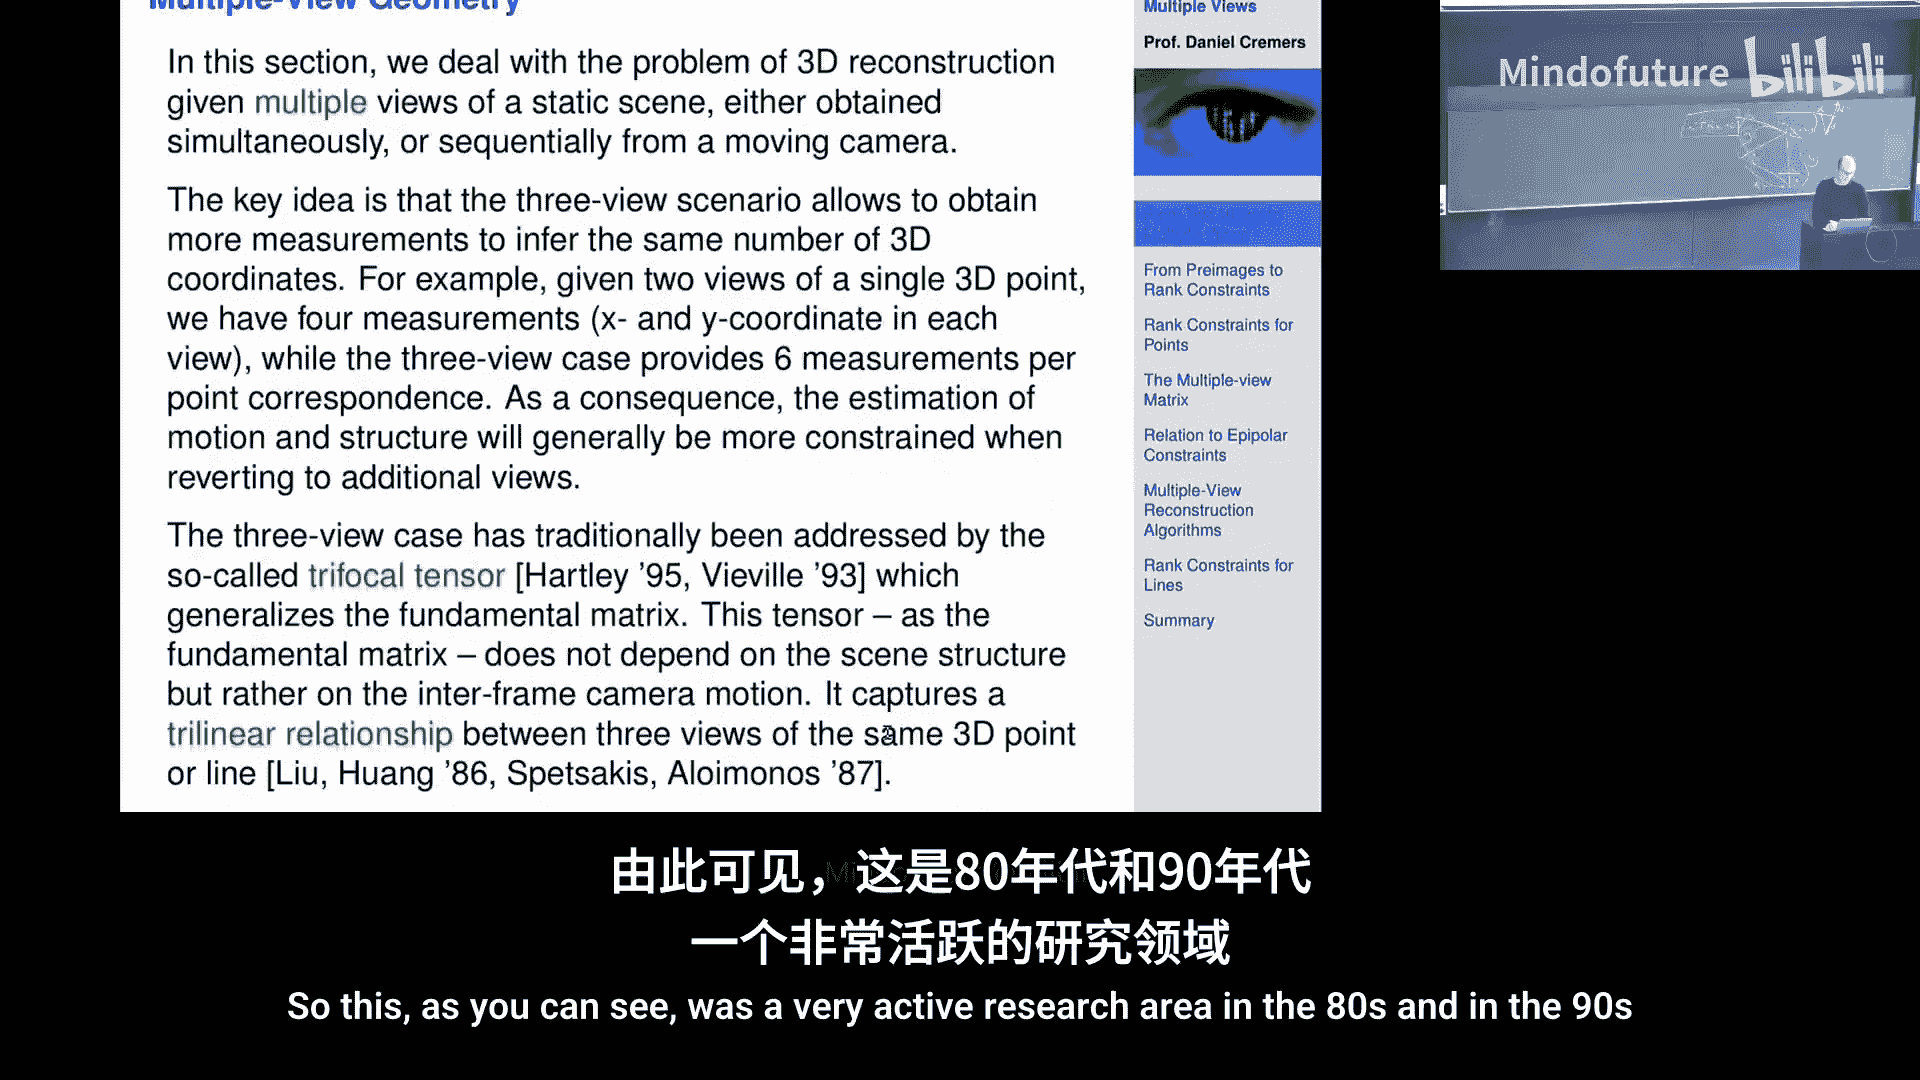 Multiple-View Geometry
In this section, we deal with the problem of 3D reconstruction
given multiple views of a static scene, either obtained
simultaneously, or sequentially from a moving camera.
The key idea is that the three-view scenario allows to obtain
more measurements to infer the same number of 3D
coordinates. For example, given two views of a single 3D point,
we have four measurements (x- and y-coordinate in each
view), while the three-view case provides 6 measurements per
point correspondence. As a consequence, the estimation of
motion and structure will generally be more constrained when
reverting to additional views.
The three-view case has traditionally been addressed by the
so-called trifocal tensor [Hartley '95, Vieville '93] which
generalizes the fundamental matrix. This tensor – as the
fundamental matrix – does not depend on the scene structure
but rather on the inter-frame camera motion. It captures a
trilinear relationship between three views of the same 3D point
or line [Liu, Huang '86, Spetsakis, Aloimonos '87].
Multiple Views
Prof. Daniel Cremers
From Preimages to
Rank Constraints
Rank Constraints for
Points
The Multiple-view
Matrix
Relation to Epipolar
Constraints
Multiple-View
Reconstruction
Algorithms
Rank Constraints for
Lines
Summary
Mindofuture bilibili
由此可见，这是80年代和90年代
一个非常活跃的研究领域
So this, as you can see, was a very active research area in the 80s and in the 90s